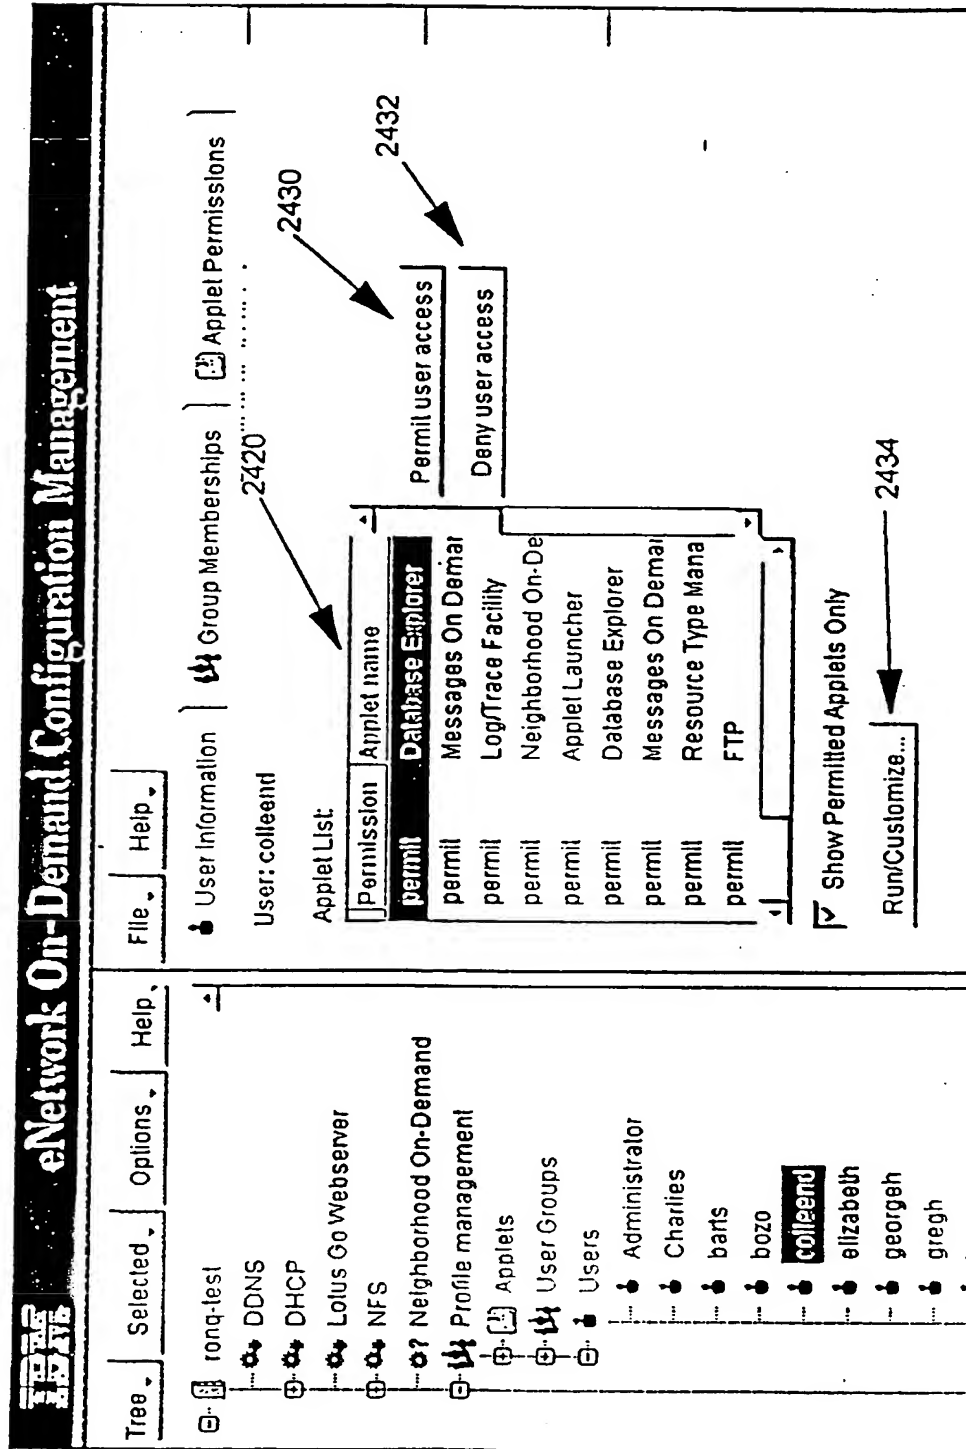 IBM eNetwork On-Demand Configuration Management
Tree Selected Options Help
ronq-test
DDNS
DHCP
Lotus Go Webserver
NFS
Neighborhood On-Demand
Profile management
Applets
User Groups
Users
Administrator
Charlies
barts
bozo
colleend
elizabeth
georgeh
gregh
File Help
User Information Group Memberships Applet Permissions
User: colleend
2420
Applet List:
Permission Applet name
permit Database Explorer
permit Messages On Demar
permit Log/Trace Facility
permit Neighborhood On-De
permit Applet Launcher
permit Database Explorer
permit Messages On Demar
permit Resource Type Mana
permit FTP
Permit user access
2430
Deny user access
2432
Show Permitted Applets Only
Run/Customize...
2434